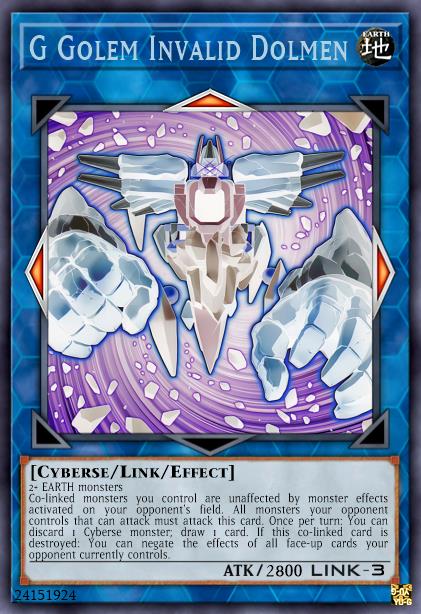 G Golem Invalid Dolmen
EARTH
地
[Cyberse/Link/Effect]
2+ EARTH monsters
Co-linked monsters you control are unaffected by monster effects
activated on your opponent's field. All monsters your opponent
controls that can attack must attack this card. Once per turn: You can
discard 1 Cyberse monster; draw 1 card. If this co-linked card is
destroyed: You can negate the effects of all face-up cards your
opponent currently controls.
ATK/2800 LINK-3
24151924